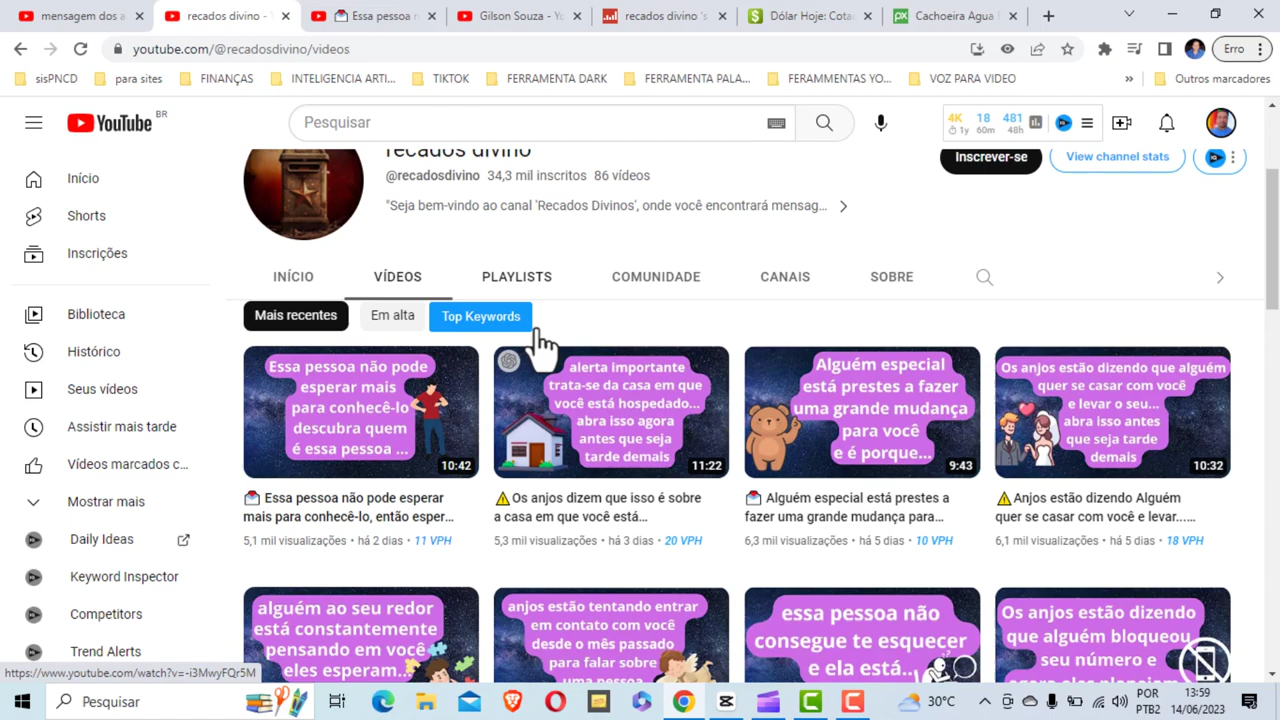 mensagem dos a
recados divino - Y
Essa pessoa n
Gilson Souza - Yo
recados divino 's
Dólar Hoje: Cota
Cachoeira Agua F
youtube.com/@recadosdivino/videos
Erro
sisPNCD
para sites
FINANÇAS
INTELIGENCIA ARTI...
TIKTOK
FERRAMENTA DARK
FERRAMENTA PALA...
FERAMMENTAS YO...
VOZ PARA VIDEO
Outros marcadores
YouTube BR
Pesquisar
4K 18 481
1y 60m 48h
Início
Shorts
Inscrições
Biblioteca
Histórico
Seus vídeos
Assistir mais tarde
Vídeos marcados c...
Mostrar mais
Daily Ideas
Keyword Inspector
Competitors
Trend Alerts
recados divino
@recadosdivino 34,3 mil inscritos 86 vídeos
"Seja bem-vindo ao canal 'Recados Divinos', onde você encontrará mensag...
Inscrever-se
View channel stats
INÍCIO
VÍDEOS
PLAYLISTS
COMUNIDADE
CANAIS
SOBRE
Mais recentes
Em alta
Top Keywords
Essa pessoa não pode
esperar mais
para conhecê-lo
descubra quem
é essa pessoa ...
10:42
Essa pessoa não pode esperar
mais para conhecê-lo, então esper...
5,1 mil visualizações • há 2 dias • 11 VPH
alerta importante
trata-se da casa em que
você está hospedado...
abra isso agora
antes que seja
tarde demais
11:22
Os anjos dizem que isso é sobre
a casa em que você está...
5,3 mil visualizações • há 3 dias • 20 VPH
Alguém especial
está prestes a fazer
uma grande mudança
para você
e é porque...
9:43
Alguém especial está prestes a
fazer uma grande mudança para...
6,3 mil visualizações • há 5 dias • 10 VPH
Os anjos estão dizendo que alguém
quer se casar com você
e levar o seu...
abra isso antes
que seja tarde
demais
10:32
Anjos estão dizendo Alguém
quer se casar com você e levar.....
6,1 mil visualizações • há 5 dias • 18 VPH
alguém ao seu redor
está constantemente
pensando em você
eles esperam...
anjos estão tentando entrar
em contato com você
desde o mês passado
para falar sobre
uma pessoa
essa pessoa não
consegue te esquecer
e ela está...
Os anjos estão dizendo
que alguém bloqueou
seu número e
agora eles planejam
https://www.youtube.com/watch?v=-i3MwyFQr5M
Pesquisar
30°C
POR
PTB2
13:59
14/06/2023